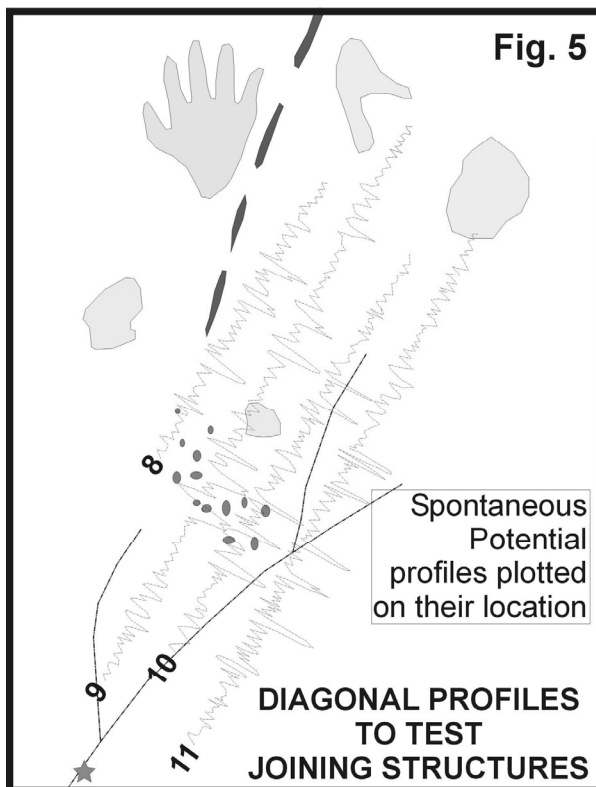 Fig. 5
8
Spontaneous
Potential
profiles plotted
on their location
9
10
11
DIAGONAL PROFILES
TO TEST
JOINING STRUCTURES